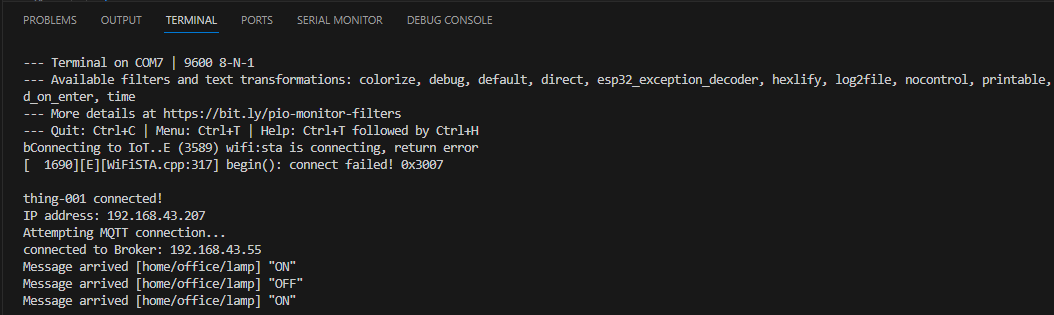 PROBLEMS OUTPUT TERMINAL PORTS SERIAL MONITOR DEBUG CONSOLE
--- Terminal on COM7 | 9600 8-N-1
--- Available filters and text transformations: colorize, debug, default, direct, esp32_exception_decoder, hexlify, log2file, nocontrol, printable,
d_on_enter, time
--- More details at https://bit.ly/pio-monitor-filters
--- Quit: Ctrl+C | Menu: Ctrl+T | Help: Ctrl+T followed by Ctrl+H
bConnecting to IoT..E (3589) wifi:sta is connecting, return error
[  1690][E][WiFiSTA.cpp:317] begin(): connect failed! 0x3007
thing-001 connected!
IP address: 192.168.43.207
Attempting MQTT connection...
connected to Broker: 192.168.43.55
Message arrived [home/office/lamp] "ON"
Message arrived [home/office/lamp] "OFF"
Message arrived [home/office/lamp] "ON"